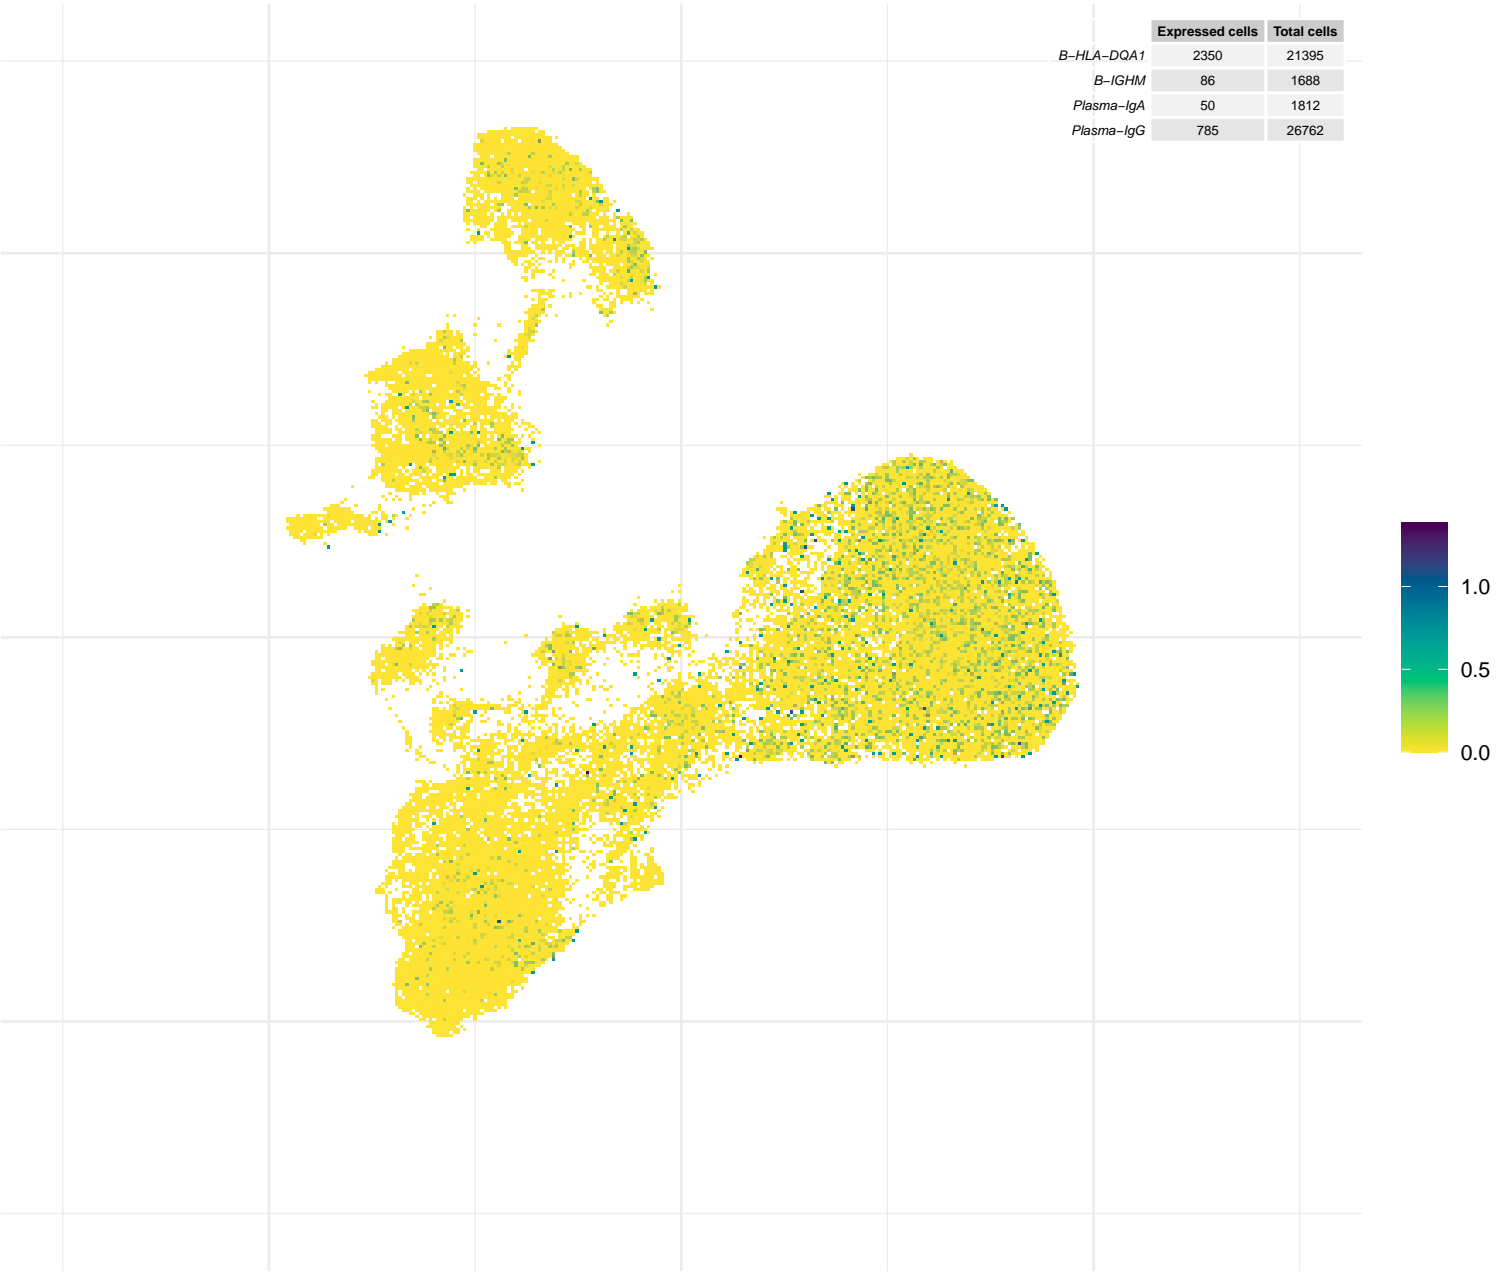 Expressed cells Total cells
B−HLA−DQA1 2350 21395
B−IGHM 86 1688
Plasma−IgA 50 1812
Plasma−IgG 785 26762
1.0
0.5
0.0